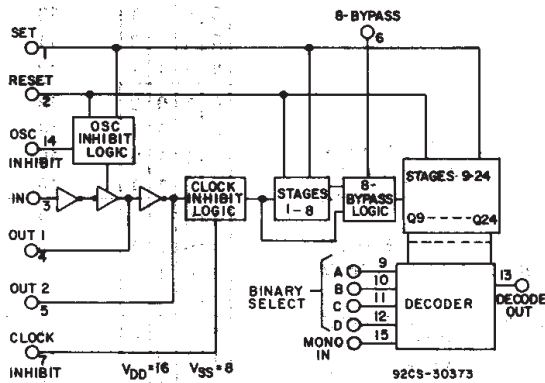 8-BYPASS
6
SET
1
RESET
2
OSC
14
INHIBIT
OSC
INHIBIT
LOGIC
IN
3
CLOCK
INHIBIT
LOGIC
STAGES
1-8
8-
BYPASS
LOGIC
STAGES-9-24
Q9 ---- Q24
OUT 1
4
OUT 2
5
CLOCK
7
INHIBIT
VDD=16 VSS=8
BINARY
SELECT
A 9
B 10
C 11
D 12
MONO 15
IN
DECODER
13
DECODE
OUT
92CS-30373